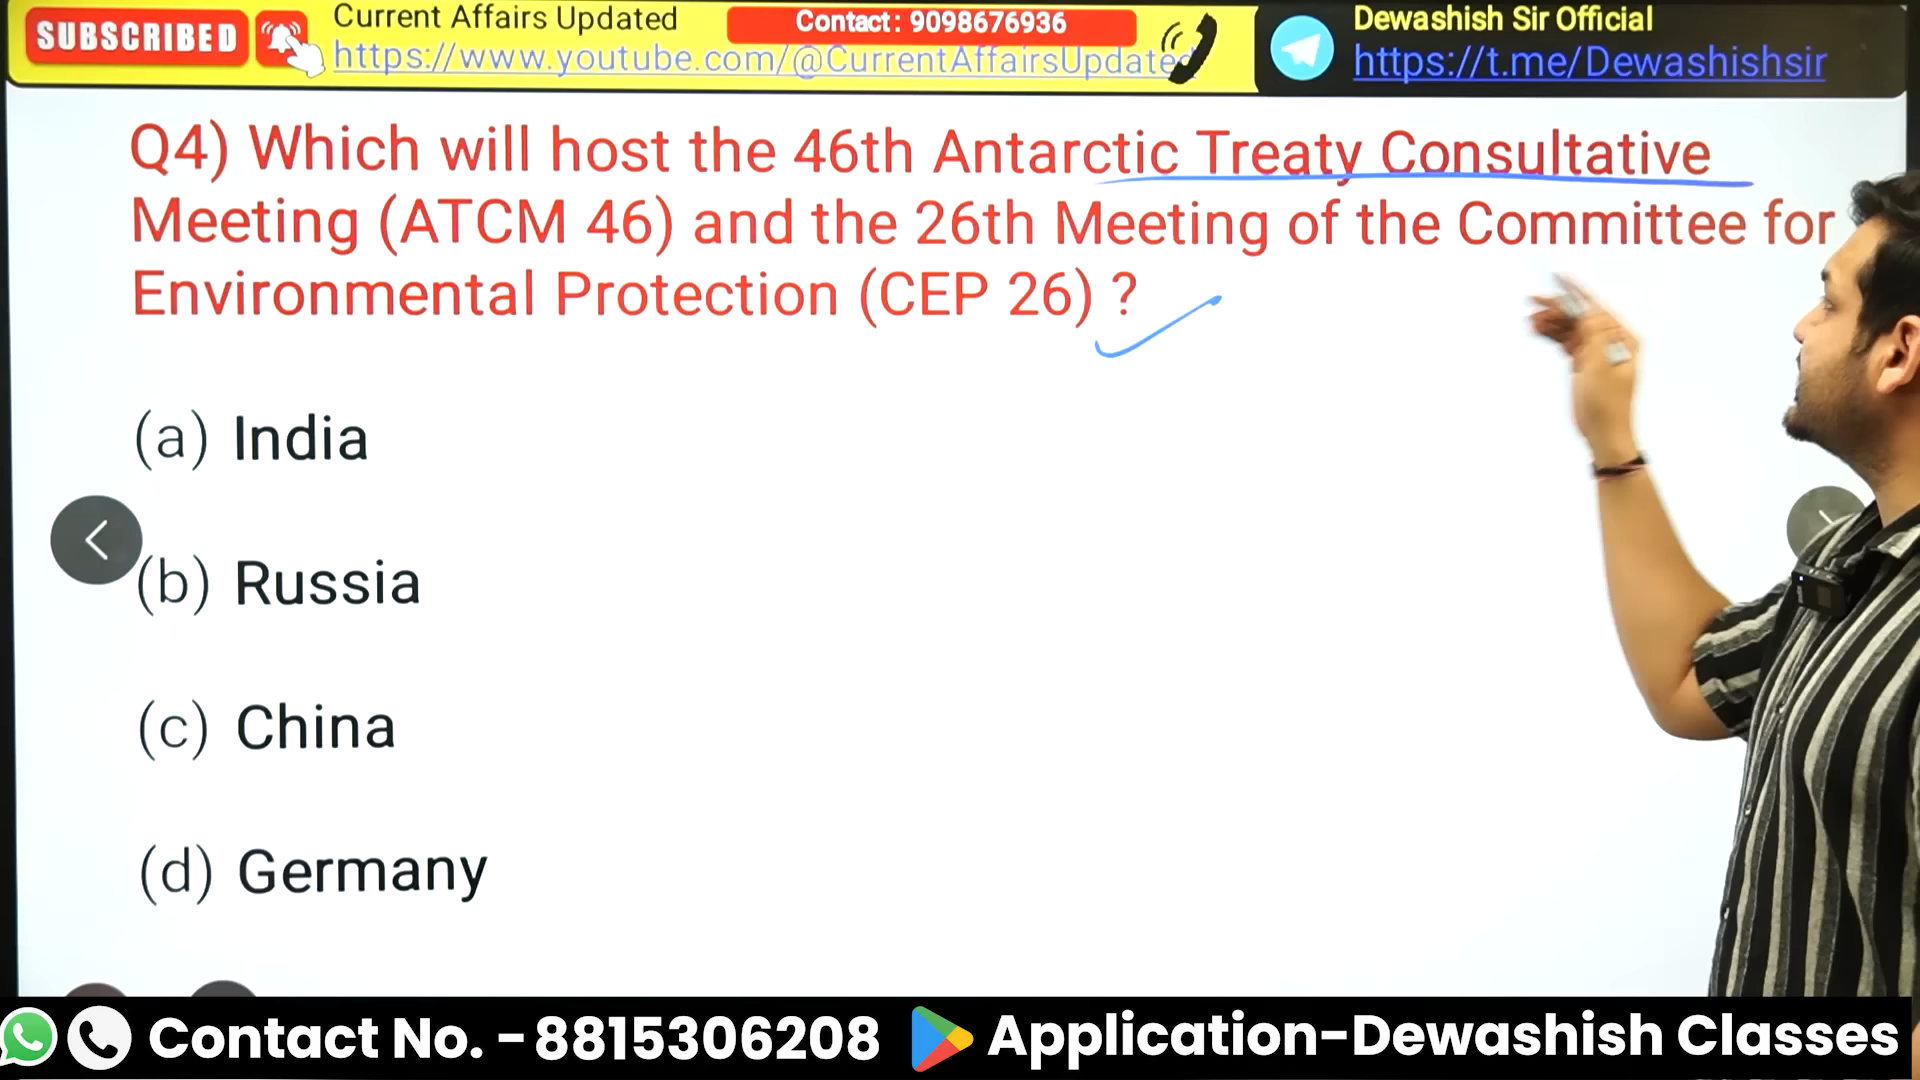 SUBSCRIBED
Current Affairs Updated
https://www.youtube.com/@CurrentAffairsUpdated
Contact: 9098676936
Dewashish Sir Official
https://t.me/Dewashishsir
Q4) Which will host the 46th Antarctic Treaty Consultative
Meeting (ATCM 46) and the 26th Meeting of the Committee for
Environmental Protection (CEP 26) ?
(a) India
(b) Russia
(c) China
(d) Germany
Contact No. - 8815306208
Application-Dewashish Classes